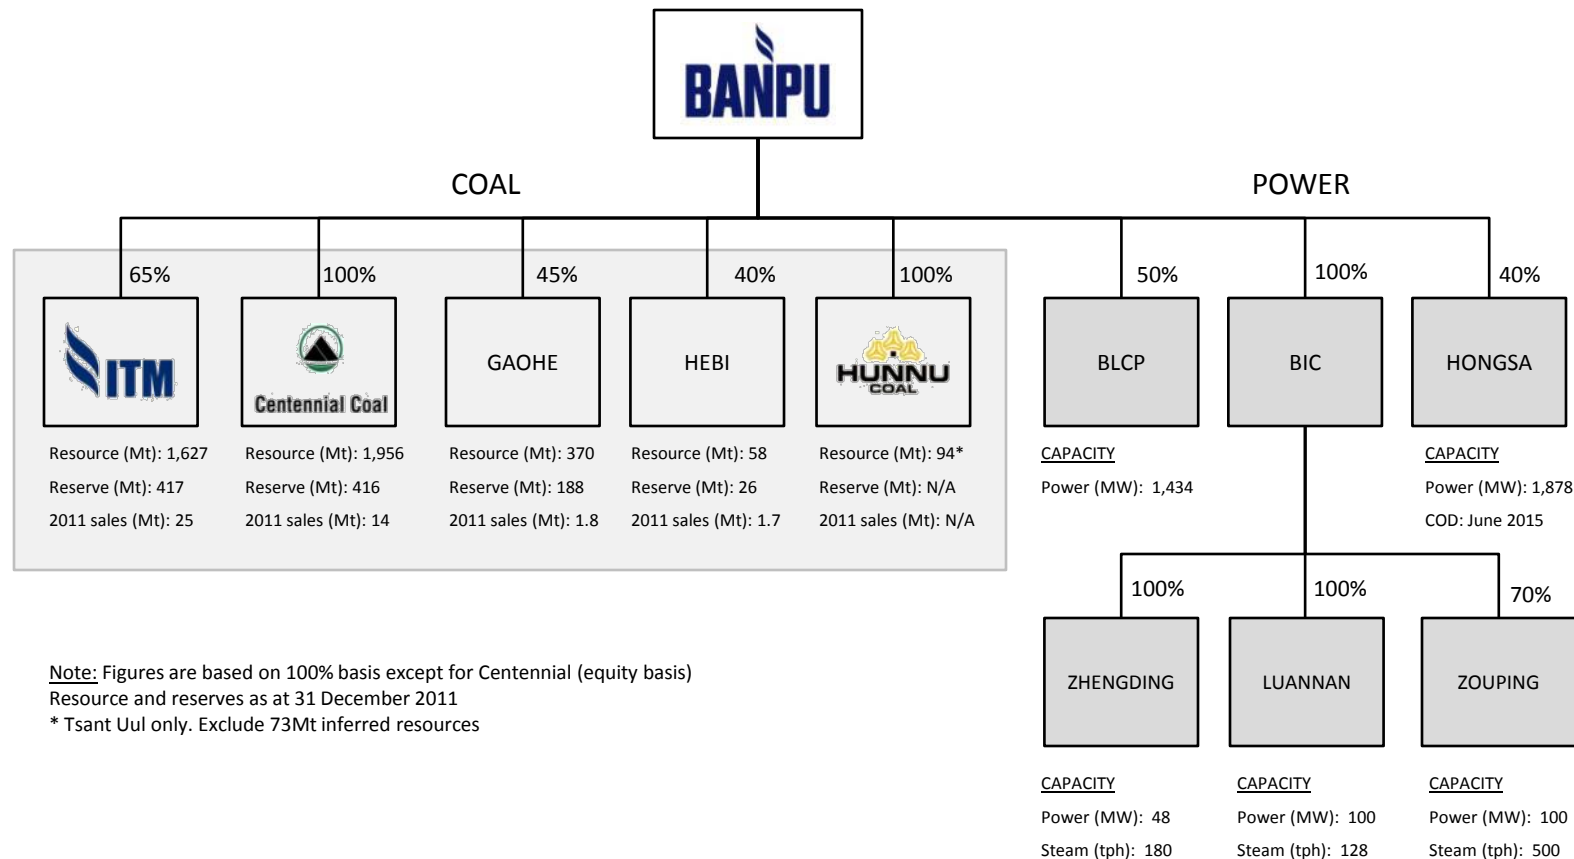 BANPU
COAL
POWER
65%
100%
45%
40%
100%
50%
100%
40%
ITM
Centennial Coal
GAOHE
HEBI
HUNNU
COAL
BLCP
BIC
HONGSA
Resource (Mt): 1,627
Reserve (Mt): 417
2011 sales (Mt): 25
Resource (Mt): 1,956
Reserve (Mt): 416
2011 sales (Mt): 14
Resource (Mt): 370
Reserve (Mt): 188
2011 sales (Mt): 1.8
Resource (Mt): 58
Reserve (Mt): 26
2011 sales (Mt): 1.7
Resource (Mt): 94*
Reserve (Mt): N/A
2011 sales (Mt): N/A
CAPACITY
Power (MW): 1,434
CAPACITY
Power (MW): 1,878
COD: June 2015
100%
100%
70%
ZHENGDING
LUANNAN
ZOUPING
CAPACITY
Power (MW): 48
Steam (tph): 180
CAPACITY
Power (MW): 100
Steam (tph): 128
CAPACITY
Power (MW): 100
Steam (tph): 500
Note: Figures are based on 100% basis except for Centennial (equity basis)
Resource and reserves as at 31 December 2011
* Tsant Uul only. Exclude 73Mt inferred resources